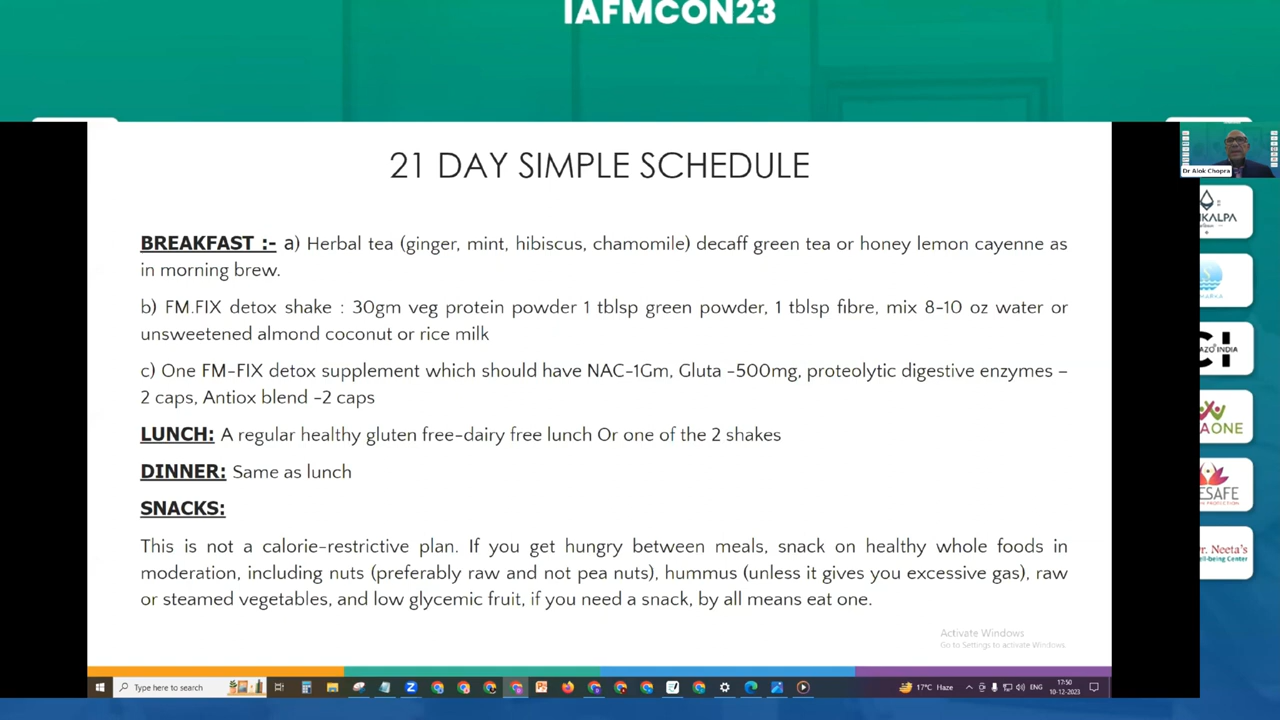 IAFMCON23
21 DAY SIMPLE SCHEDULE
Dr Alok Chopra
BREAKFAST :- a) Herbal tea (ginger, mint, hibiscus, chamomile) decaff green tea or honey lemon cayenne as
in morning brew.
b) FM.FIX detox shake : 30gm veg protein powder 1 tblsp green powder, 1 tblsp fibre, mix 8-10 oz water or
unsweetened almond coconut or rice milk
c) One FM-FIX detox supplement which should have NAC-1Gm, Gluta -500mg, proteolytic digestive enzymes –
2 caps, Antiox blend -2 caps
LUNCH: A regular healthy gluten free-dairy free lunch Or one of the 2 shakes
DINNER: Same as lunch
SNACKS:
This is not a calorie-restrictive plan. If you get hungry between meals, snack on healthy whole foods in
moderation, including nuts (preferably raw and not pea nuts), hummus (unless it gives you excessive gas), raw
or steamed vegetables, and low glycemic fruit, if you need a snack, by all means eat one.
Activate Windows
Go to Settings to activate Windows.
Type here to search
17°C Haze
ENG
17:50
10-12-2023